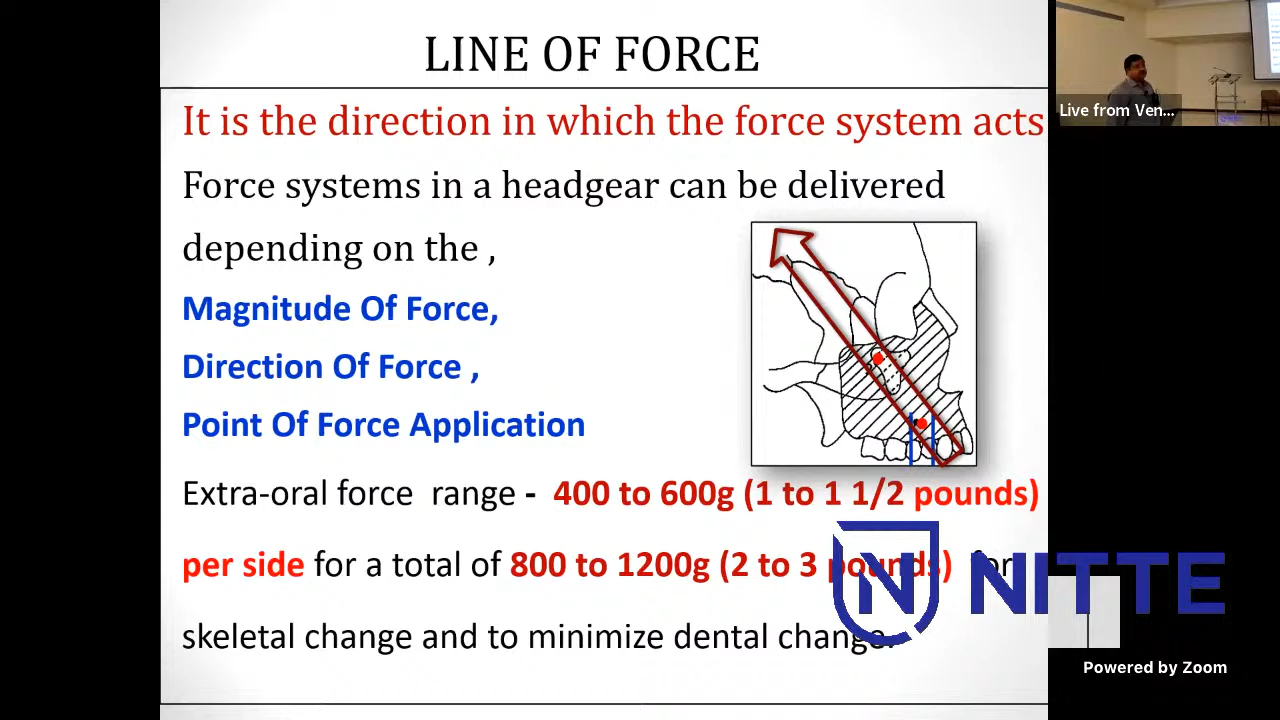 LINE OF FORCE
It is the direction in which the force system acts
Force systems in a headgear can be delivered
depending on the ,
Magnitude Of Force,
Direction Of Force ,
Point Of Force Application
Extra-oral force range - 400 to 600g (1 to 1 1/2 pounds)
per side for a total of 800 to 1200g (2 to 3 pounds) for
skeletal change and to minimize dental change.
Live from Ven...
N NITTE
Powered by Zoom